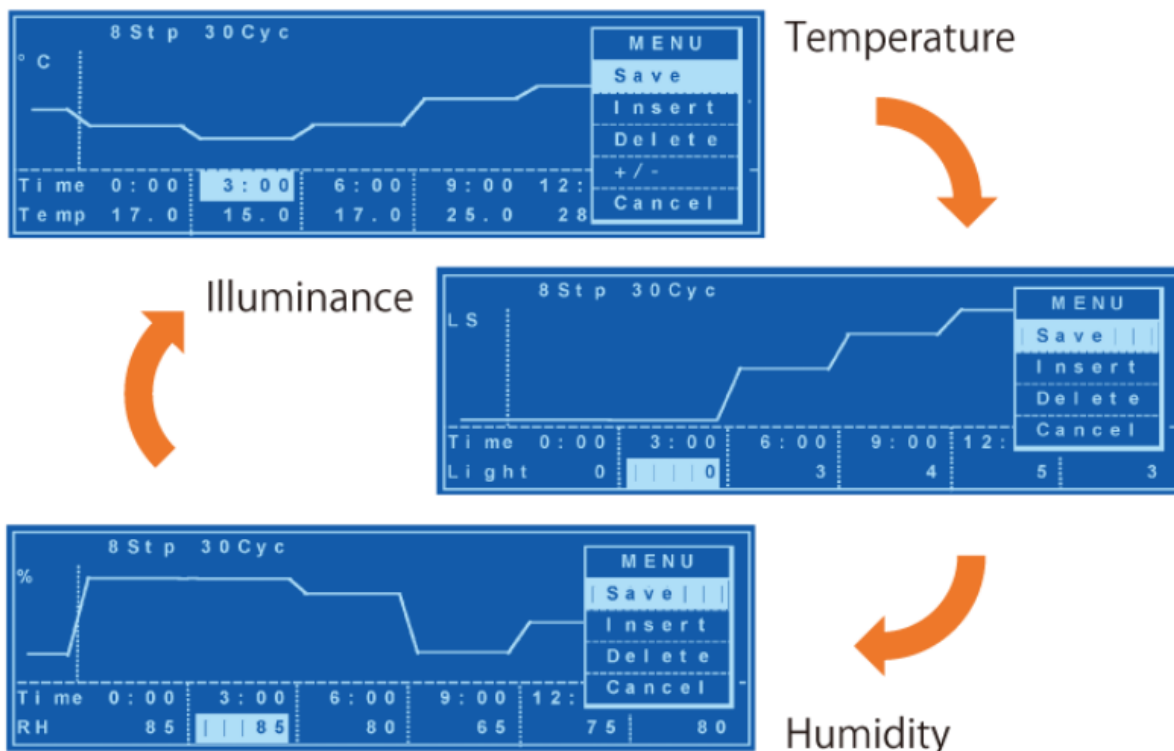 8Stp 30Cyc
Temperature
°C
MENU
Save
Insert
Delete
+/-
Cancel
Time 0:00 3:00 6:00 9:00 12:
Temp 17.0 15.0 17.0 25.0 28
Illuminance
8Stp 30Cyc
LS
MENU
Save
Insert
Delete
Cancel
Time 0:00 3:00 6:00 9:00 12:
Light 0 0 3 4 5 3
8Stp 30Cyc
%
MENU
Save
Insert
Delete
Cancel
Time 0:00 3:00 6:00 9:00 12:
RH 85 85 80 65 75 80
Humidity